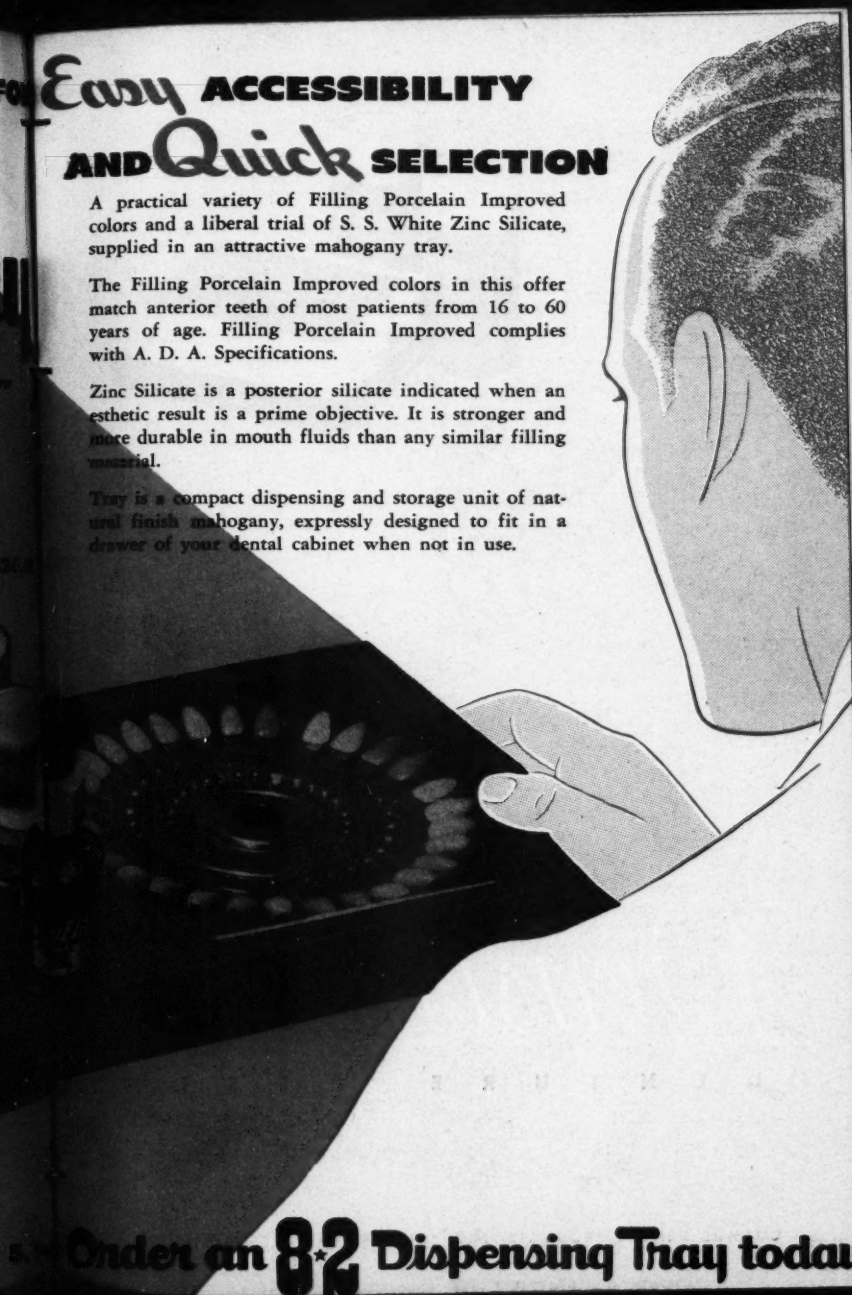 FOR Easy ACCESSIBILITY
AND Quick SELECTION
A practical variety of Filling Porcelain Improved
colors and a liberal trial of S. S. White Zinc Silicate,
supplied in an attractive mahogany tray.
The Filling Porcelain Improved colors in this offer
match anterior teeth of most patients from 16 to 60
years of age. Filling Porcelain Improved complies
with A. D. A. Specifications.
Zinc Silicate is a posterior silicate indicated when an
esthetic result is a prime objective. It is stronger and
more durable in mouth fluids than any similar filling
material.
Tray is a compact dispensing and storage unit of nat-
ural finish mahogany, expressly designed to fit in a
drawer of your dental cabinet when not in use.
Order an 8*2 Dispensing Tray today